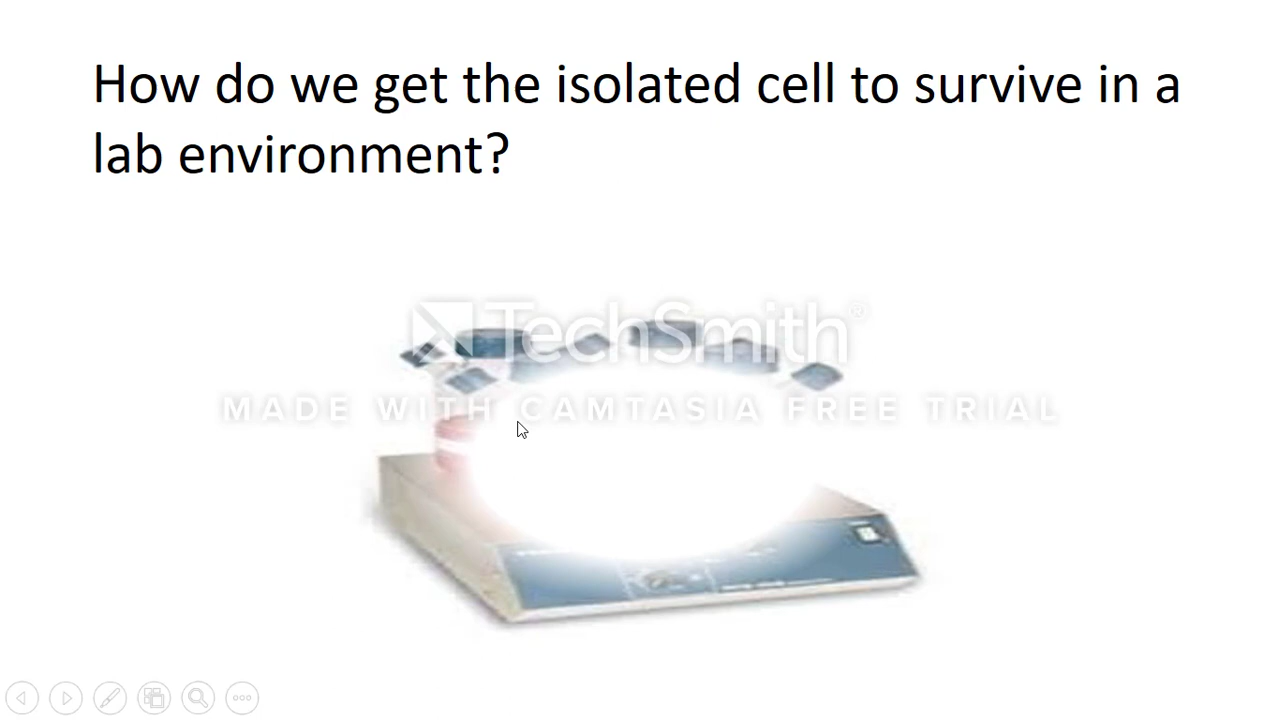 How do we get the isolated cell to survive in a
lab environment?
TechSmith®
MADE WITH CAMTASIA FREE TRIAL